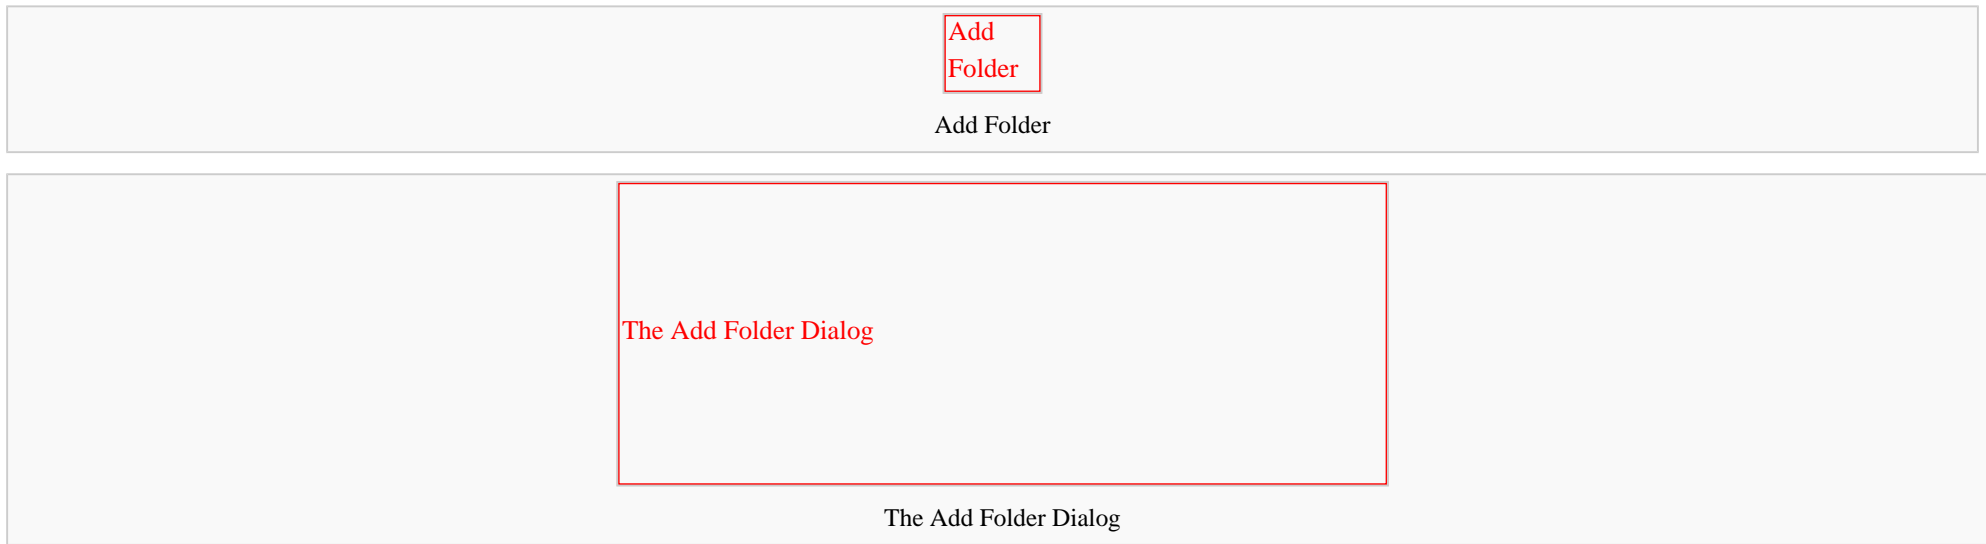 Add
Folder
Add Folder
The Add Folder Dialog
The Add Folder Dialog